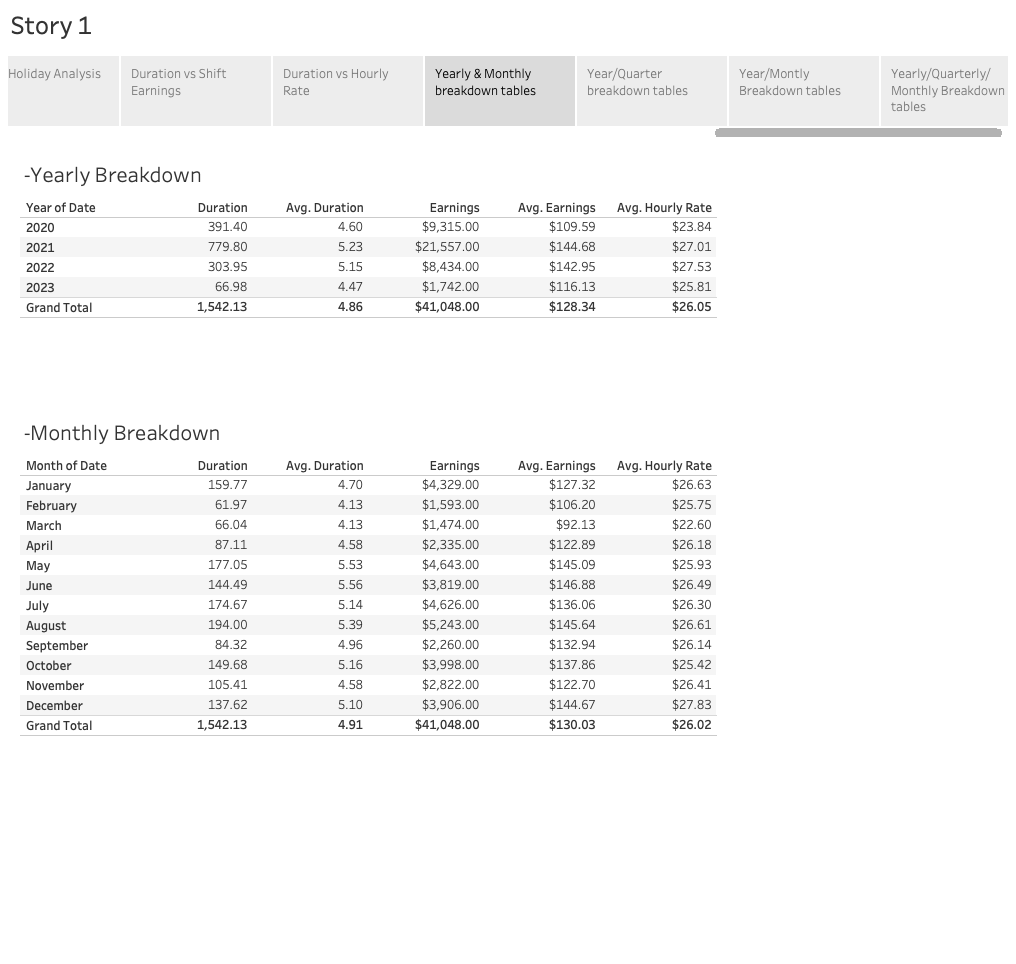 Story 1
Holiday Analysis
Duration vs Shift
Earnings
Duration vs Hourly
Rate
Yearly & Monthly
breakdown tables
Year/Quarter
breakdown tables
Year/Montly
Breakdown tables
Yearly/Quarterly/
Monthly Breakdown
tables
-Yearly Breakdown
Year of Date Duration Avg. Duration Earnings Avg. Earnings Avg. Hourly Rate
2020 391.40 4.60 $9,315.00 $109.59 $23.84
2021 779.80 5.23 $21,557.00 $144.68 $27.01
2022 303.95 5.15 $8,434.00 $142.95 $27.53
2023 66.98 4.47 $1,742.00 $116.13 $25.81
Grand Total 1,542.13 4.86 $41,048.00 $128.34 $26.05
-Monthly Breakdown
Month of Date Duration Avg. Duration Earnings Avg. Earnings Avg. Hourly Rate
January 159.77 4.70 $4,329.00 $127.32 $26.63
February 61.97 4.13 $1,593.00 $106.20 $25.75
March 66.04 4.13 $1,474.00 $92.13 $22.60
April 87.11 4.58 $2,335.00 $122.89 $26.18
May 177.05 5.53 $4,643.00 $145.09 $25.93
June 144.49 5.56 $3,819.00 $146.88 $26.49
July 174.67 5.14 $4,626.00 $136.06 $26.30
August 194.00 5.39 $5,243.00 $145.64 $26.61
September 84.32 4.96 $2,260.00 $132.94 $26.14
October 149.68 5.16 $3,998.00 $137.86 $25.42
November 105.41 4.58 $2,822.00 $122.70 $26.41
December 137.62 5.10 $3,906.00 $144.67 $27.83
Grand Total 1,542.13 4.91 $41,048.00 $130.03 $26.02